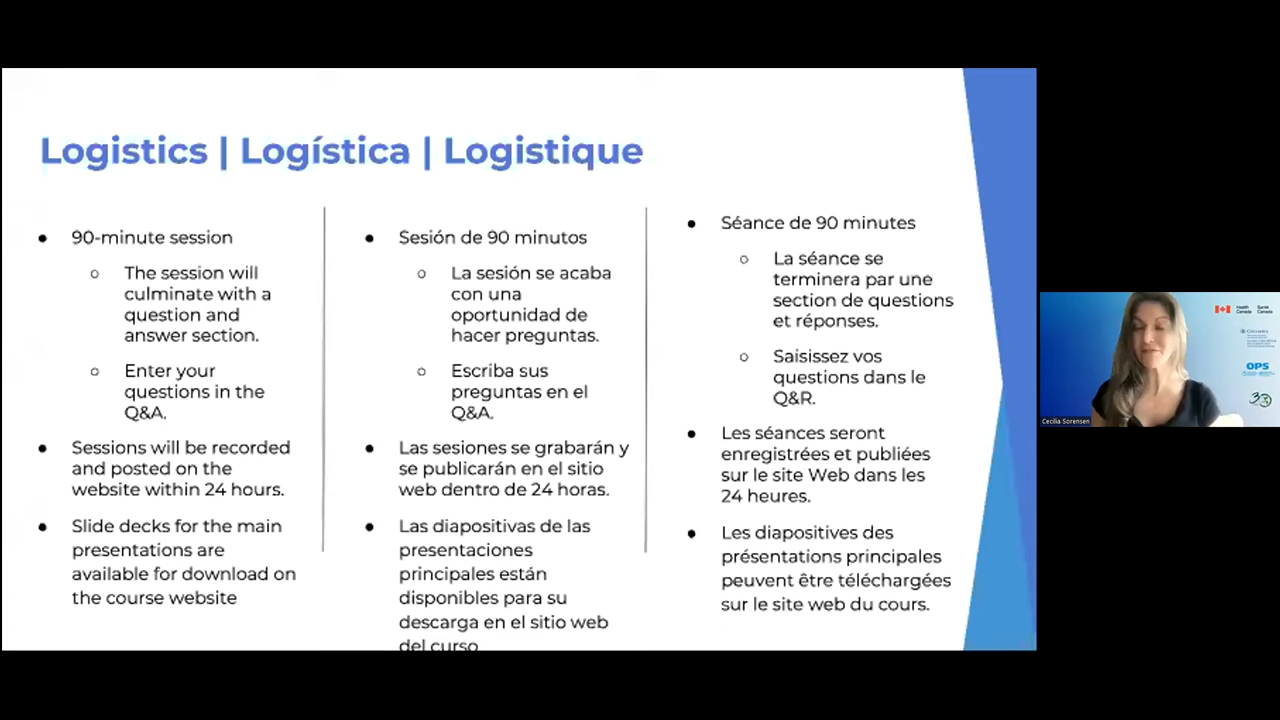 Logistics | Logística | Logistique
90-minute session
The session will
culminate with a
question and
answer section.
Enter your
questions in the
Q&A.
Sessions will be recorded
and posted on the
website within 24 hours.
Slide decks for the main
presentations are
available for download on
the course website
Sesión de 90 minutos
La sesión se acaba
con una
oportunidad de
hacer preguntas.
Escriba sus
preguntas en el
Q&A.
Las sesiones se grabarán y
se publicarán en el sitio
web dentro de 24 horas.
Las diapositivas de las
presentaciones
principales están
disponibles para su
descarga en el sitio web
del curso
Séance de 90 minutes
La séance se
terminera par une
section de questions
et réponses.
Saisissez vos
questions dans le
Q&R.
Les séances seront
enregistrées et publiées
sur le site Web dans les
24 heures.
Les diapositives des
présentations principales
peuvent être téléchargées
sur le site web du cours.
Health Santé
Canada Canada
COLUMBIA
OPS
Cecilia Sorensen